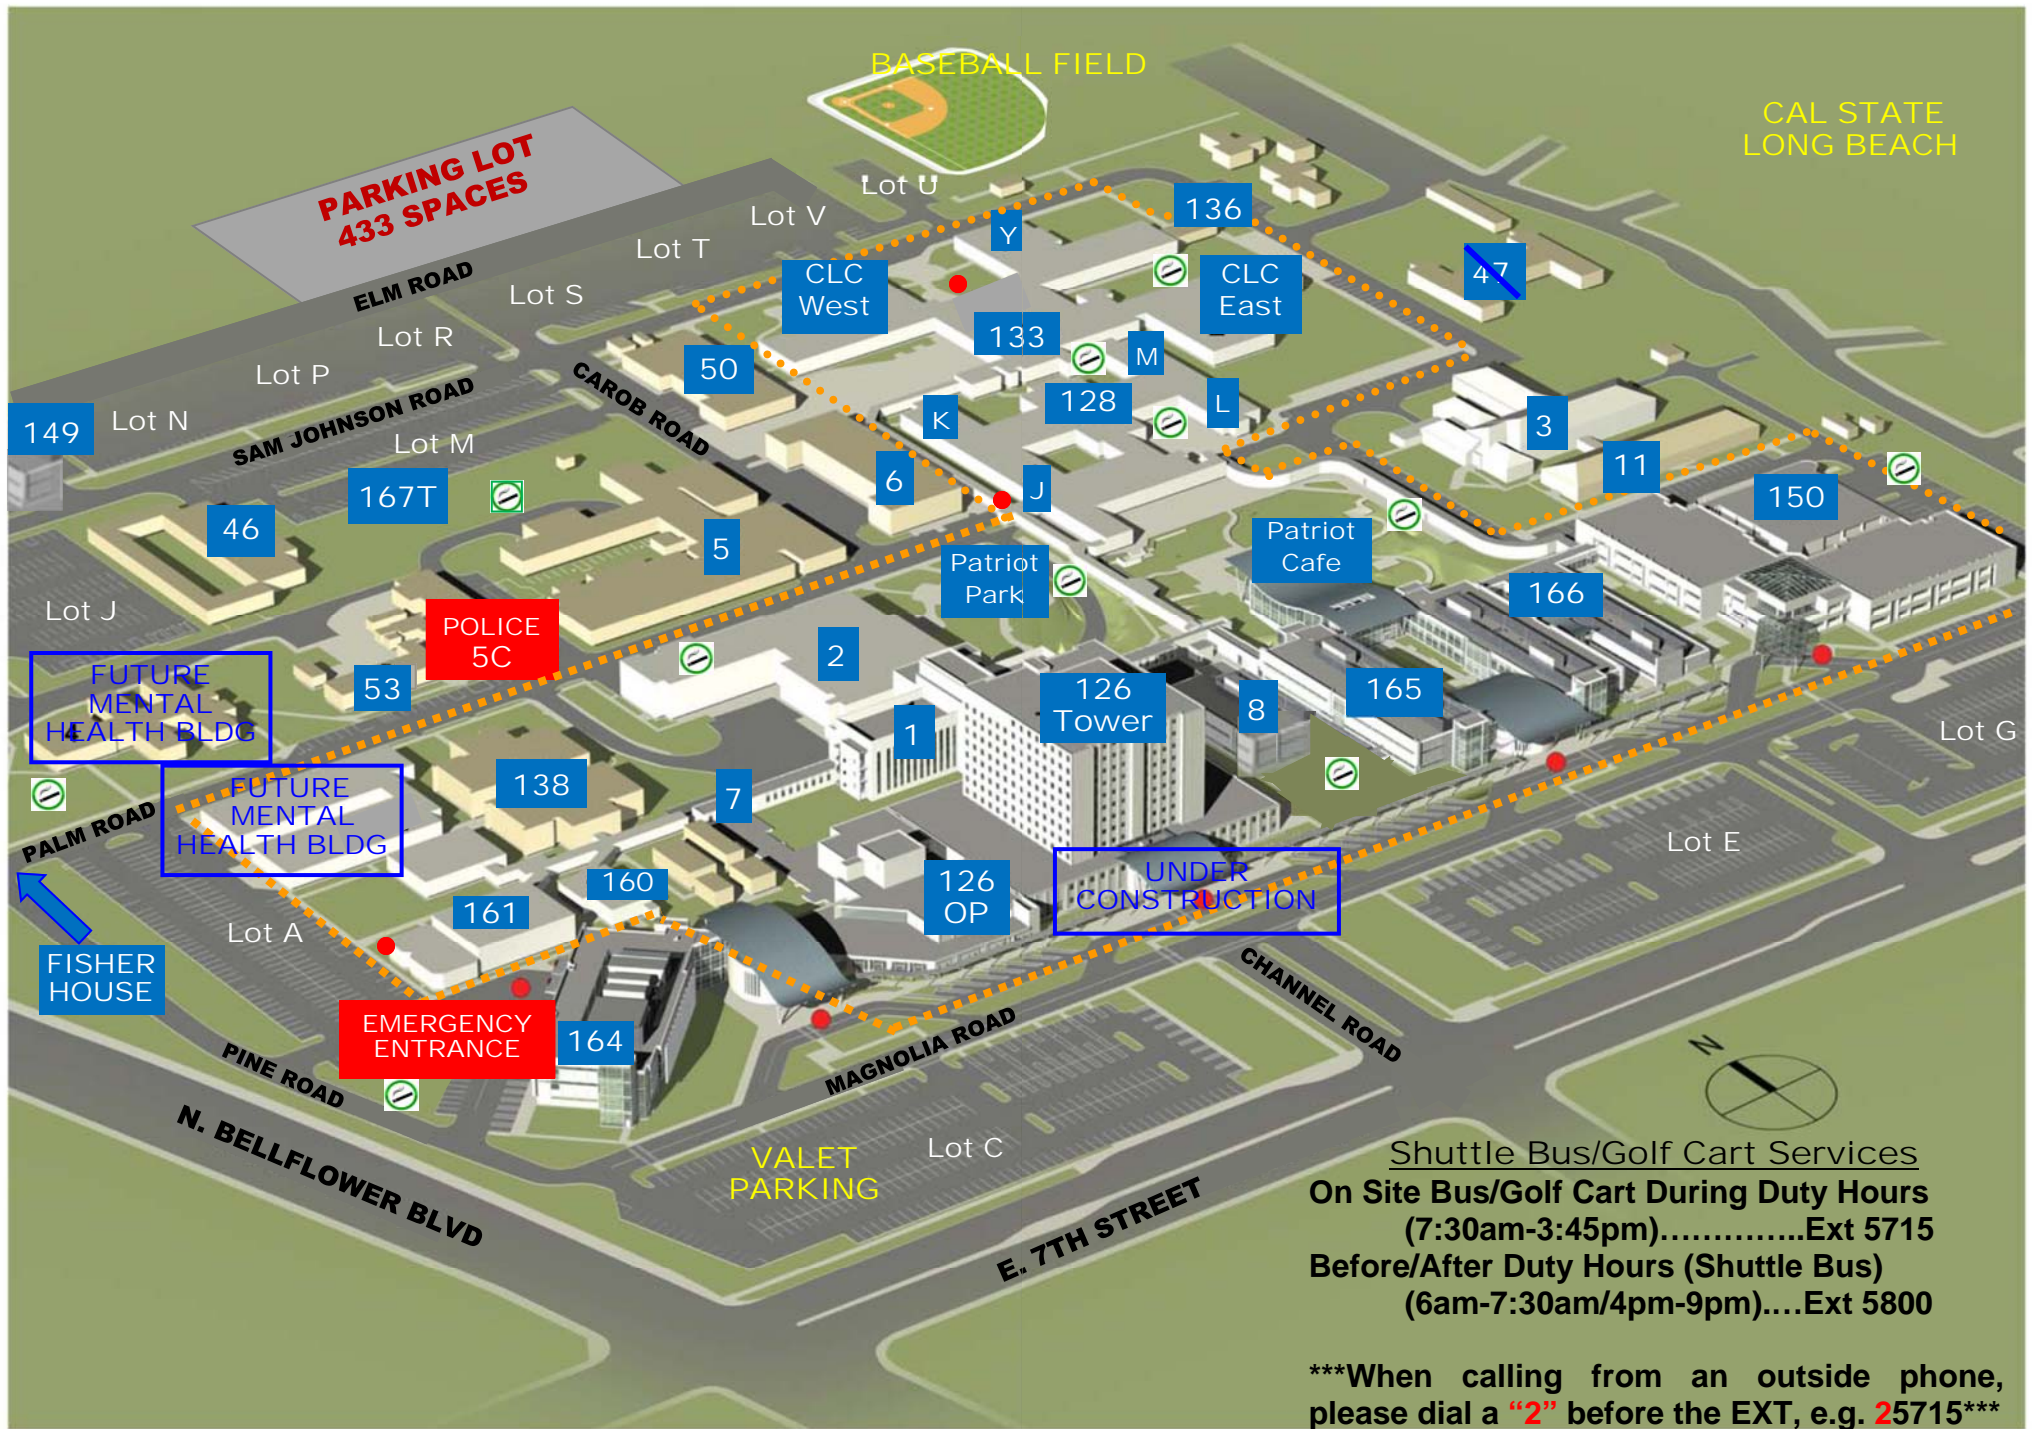 BASEBALL FIELD
CAL STATE
LONG BEACH
PARKING LOT
433 SPACES
Lot U
Lot V
136
Y
Lot T
ELM ROAD
CLC
West
CLC
East
47
Lot S
133
Lot R
M
50
Lot P
CAROB ROAD
128
L
K
3
149
Lot N
SAM JOHNSON ROAD
Lot M
11
6
J
167T
150
46
5
Patriot
Cafe
Patriot
Park
166
Lot J
POLICE
5C
2
FUTURE
MENTAL
HEALTH BLDG
53
126
Tower
165
8
1
Lot G
138
7
FUTURE
MENTAL
HEALTH BLDG
PALM ROAD
Lot E
160
126
OP
UNDER
CONSTRUCTION
161
Lot A
FISHER
HOUSE
CHANNEL ROAD
EMERGENCY
ENTRANCE
164
MAGNOLIA ROAD
PINE ROAD
N
N. BELLFLOWER BLVD
VALET
PARKING
Lot C
E. 7TH STREET
Shuttle Bus/Golf Cart Services
On Site Bus/Golf Cart During Duty Hours
(7:30am-3:45pm)…………..Ext 5715
Before/After Duty Hours (Shuttle Bus)
(6am-7:30am/4pm-9pm)….Ext 5800
***When calling from an outside phone,
please dial a “2” before the EXT, e.g. 25715***